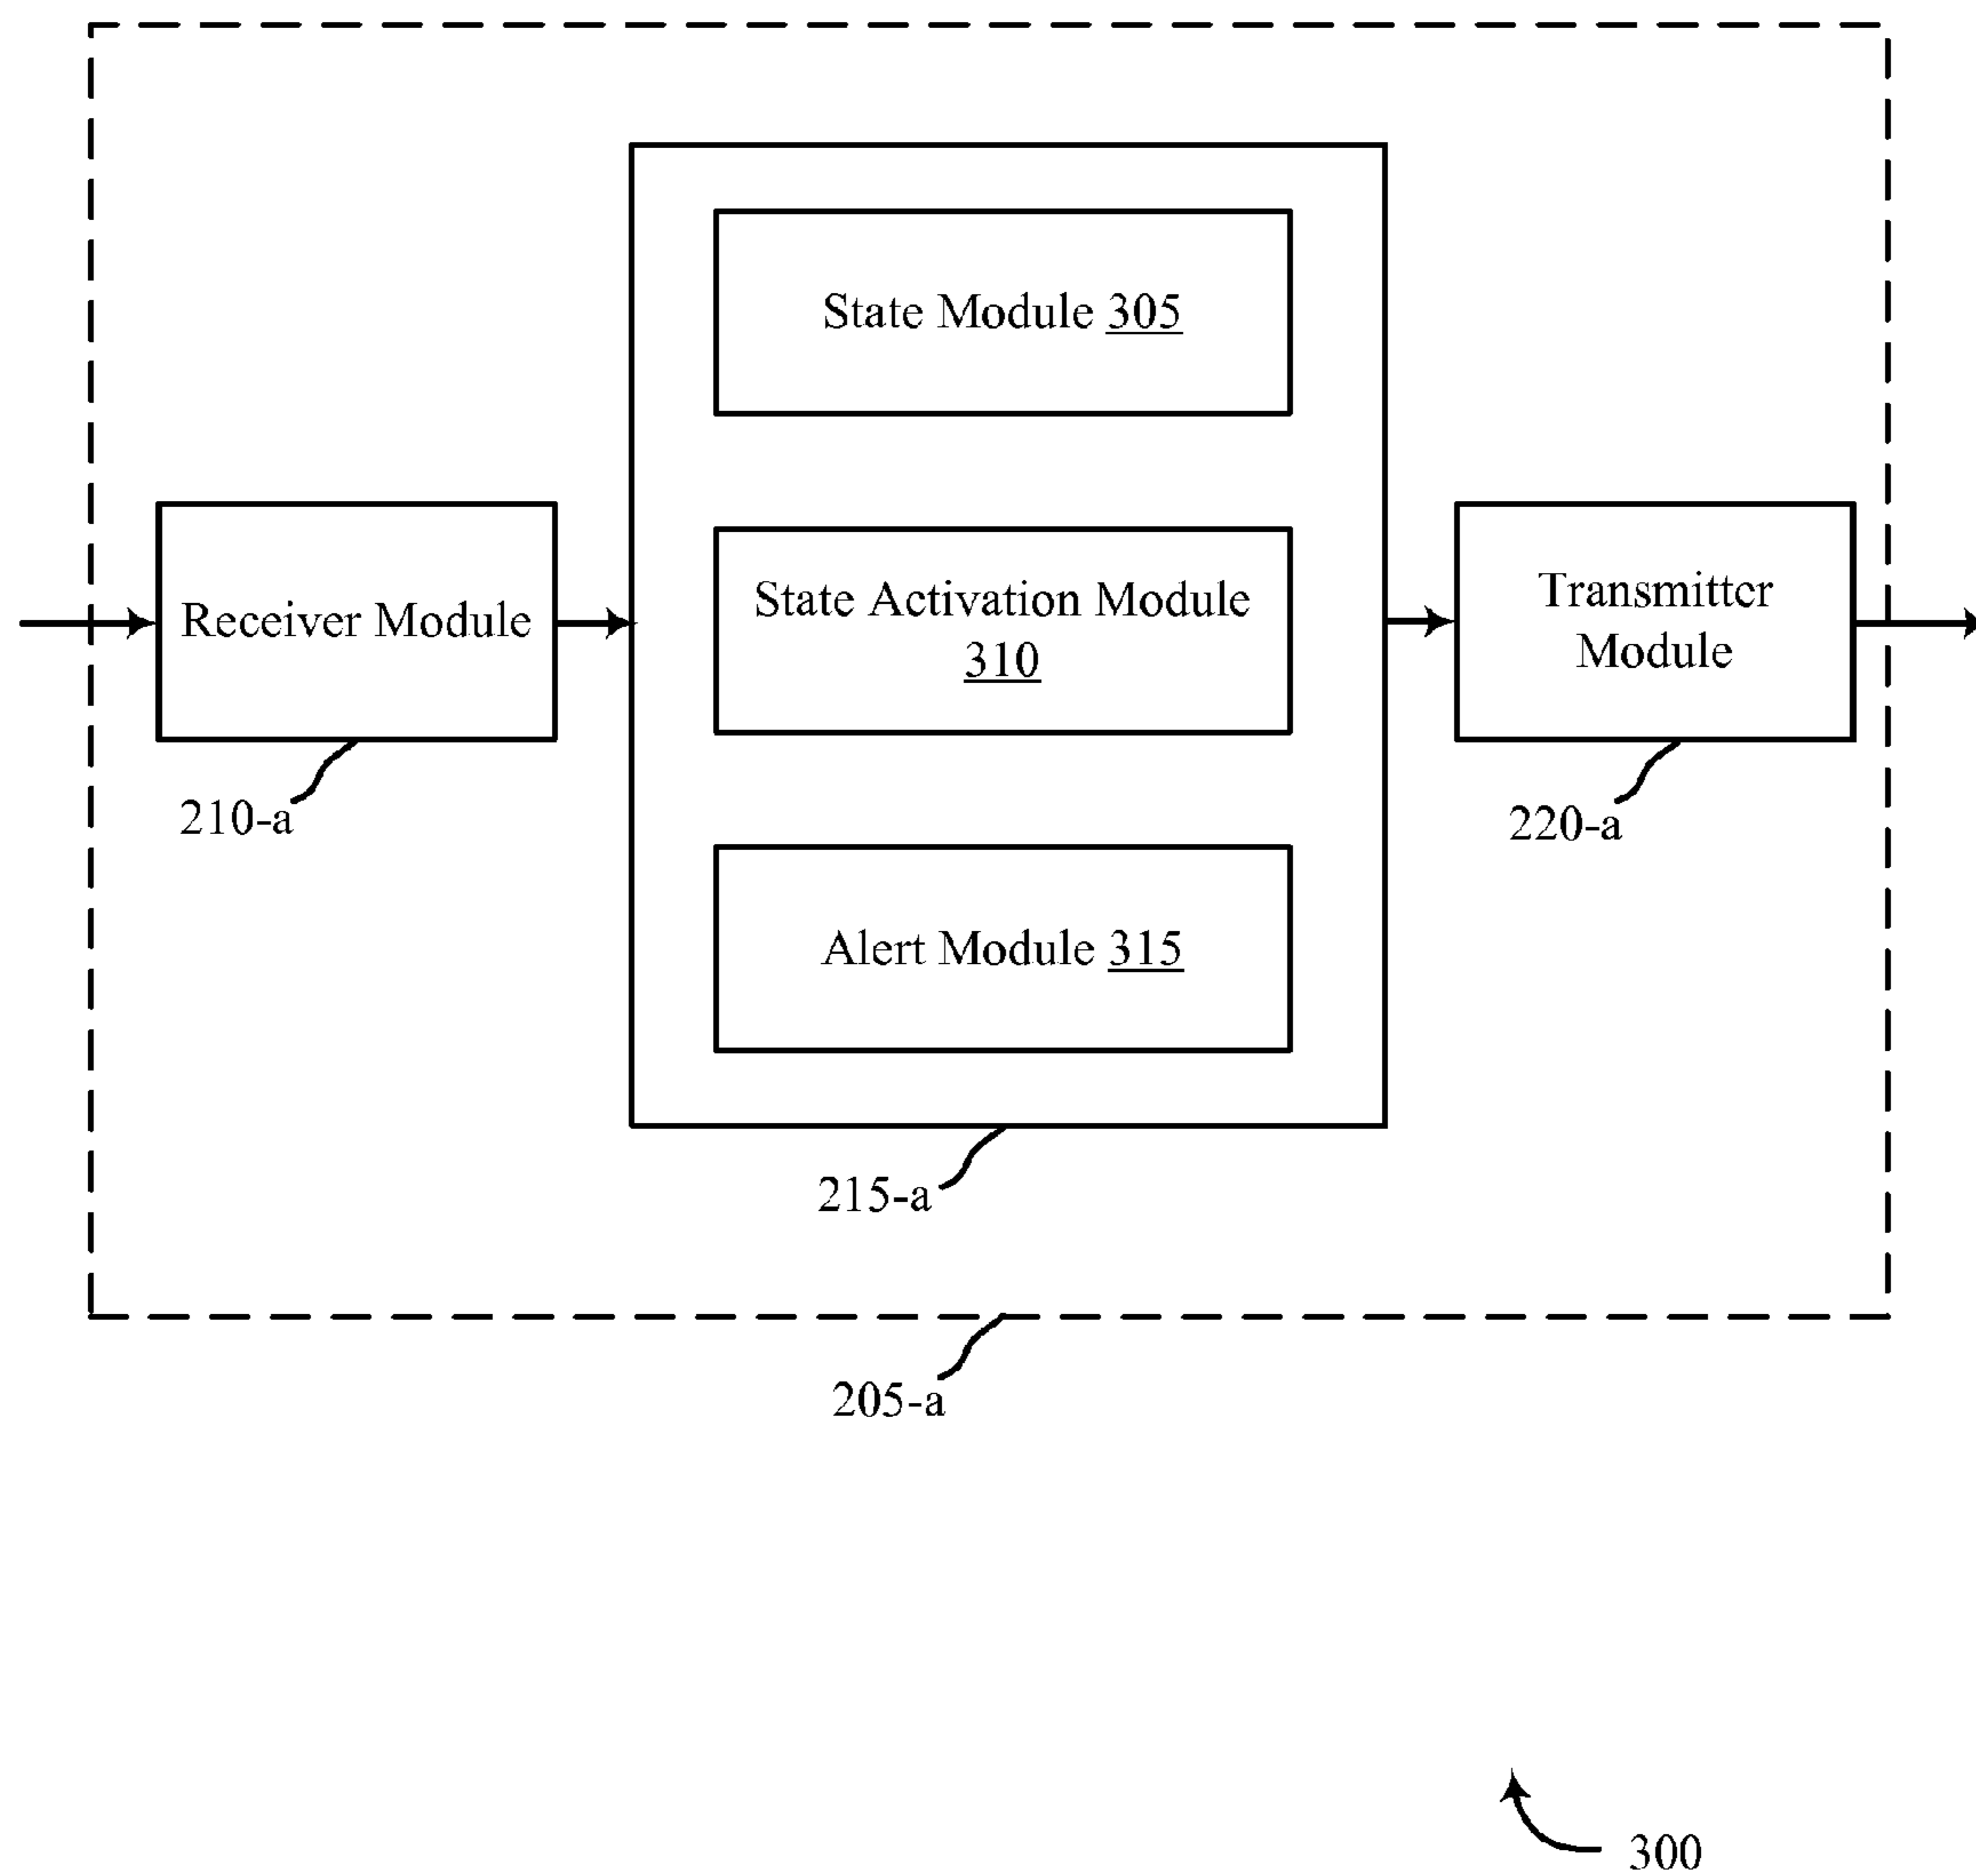 State Module 305
Receiver Module
State Activation Module
310
Transmitter
Module
210-a
220-a
Alert Module 315
215-a
205-a
300